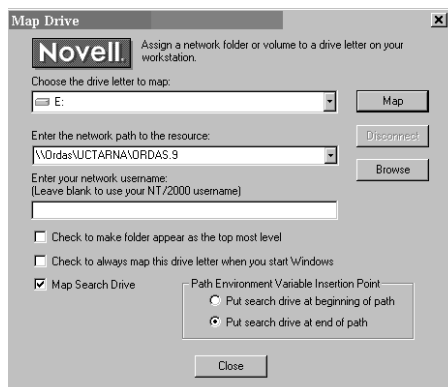 Map Drive
Novell.
Assign a network folder or volume to a drive letter on your
workstation.
Choose the drive letter to map:
E:
Map
Enter the network path to the resource:
Disconnect
\\Ordas\UCTARNA\ORDAS.9
Browse
Enter your network username:
(Leave blank to use your NT/2000 username)
Check to make folder appear as the top most level
Check to always map this drive letter when you start Windows
Map Search Drive
Path Environment Variable Insertion Point
Put search drive at beginning of path
Put search drive at end of path
Close